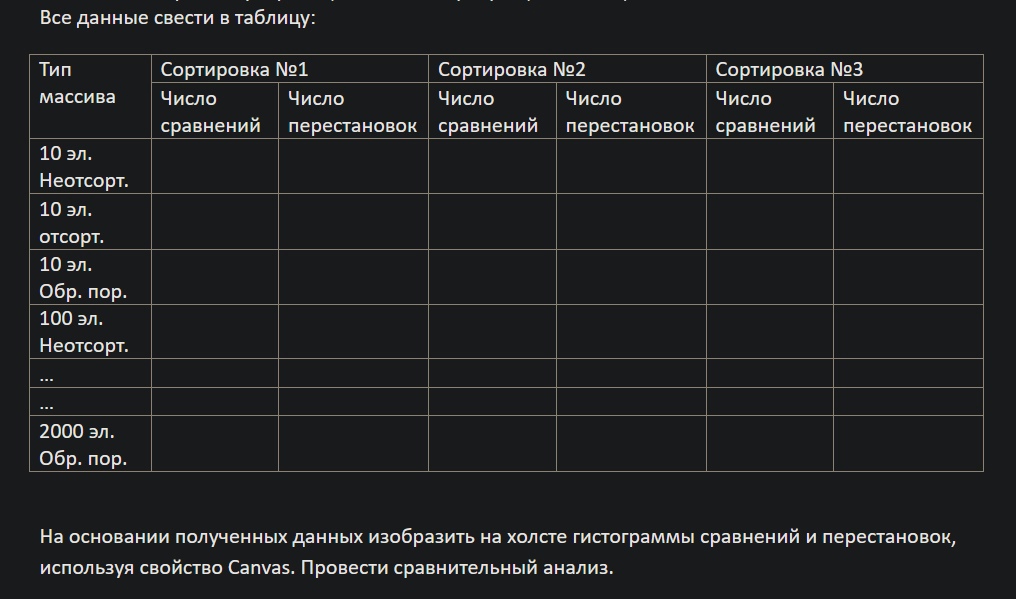 Все данные свести в таблицу:
Тип
массива
Сортировка №1
Сортировка №2
Сортировка №3
Число
сравнений
Число
перестановок
Число
сравнений
Число
перестановок
Число
сравнений
Число
перестановок
10 эл.
Неотсорт.
10 эл.
отсорт.
10 эл.
Обр. пор.
100 эл.
Неотсорт.
...
...
2000 эл.
Обр. пор.
На основании полученных данных изобразить на холсте гистограммы сравнений и перестановок,
используя свойство Canvas. Провести сравнительный анализ.